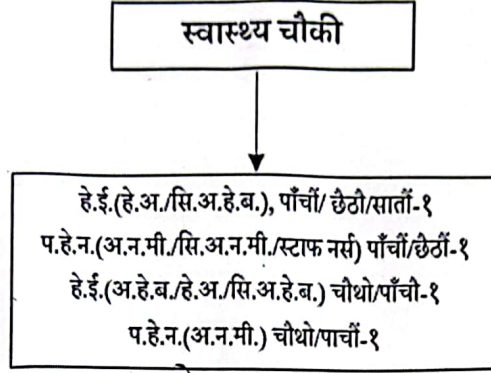 स्वास्थ्य चौकी
हे.ई.(हे.अ./सि.अ.हे.ब.), पाँचौं/ छैठौ/सातौं-१
प.हे.न.(अ.न.मी./सि.अ.न.मी./स्टाफ नर्स) पाँचौं/छैठौं-१
हे.ई.(अ.हे.ब./हे.अ./सि.अ.हे.ब.) चौथो/पाँचौ-१
प.हे.न.(अ.न.मी.) चौथो/पाचौं-१